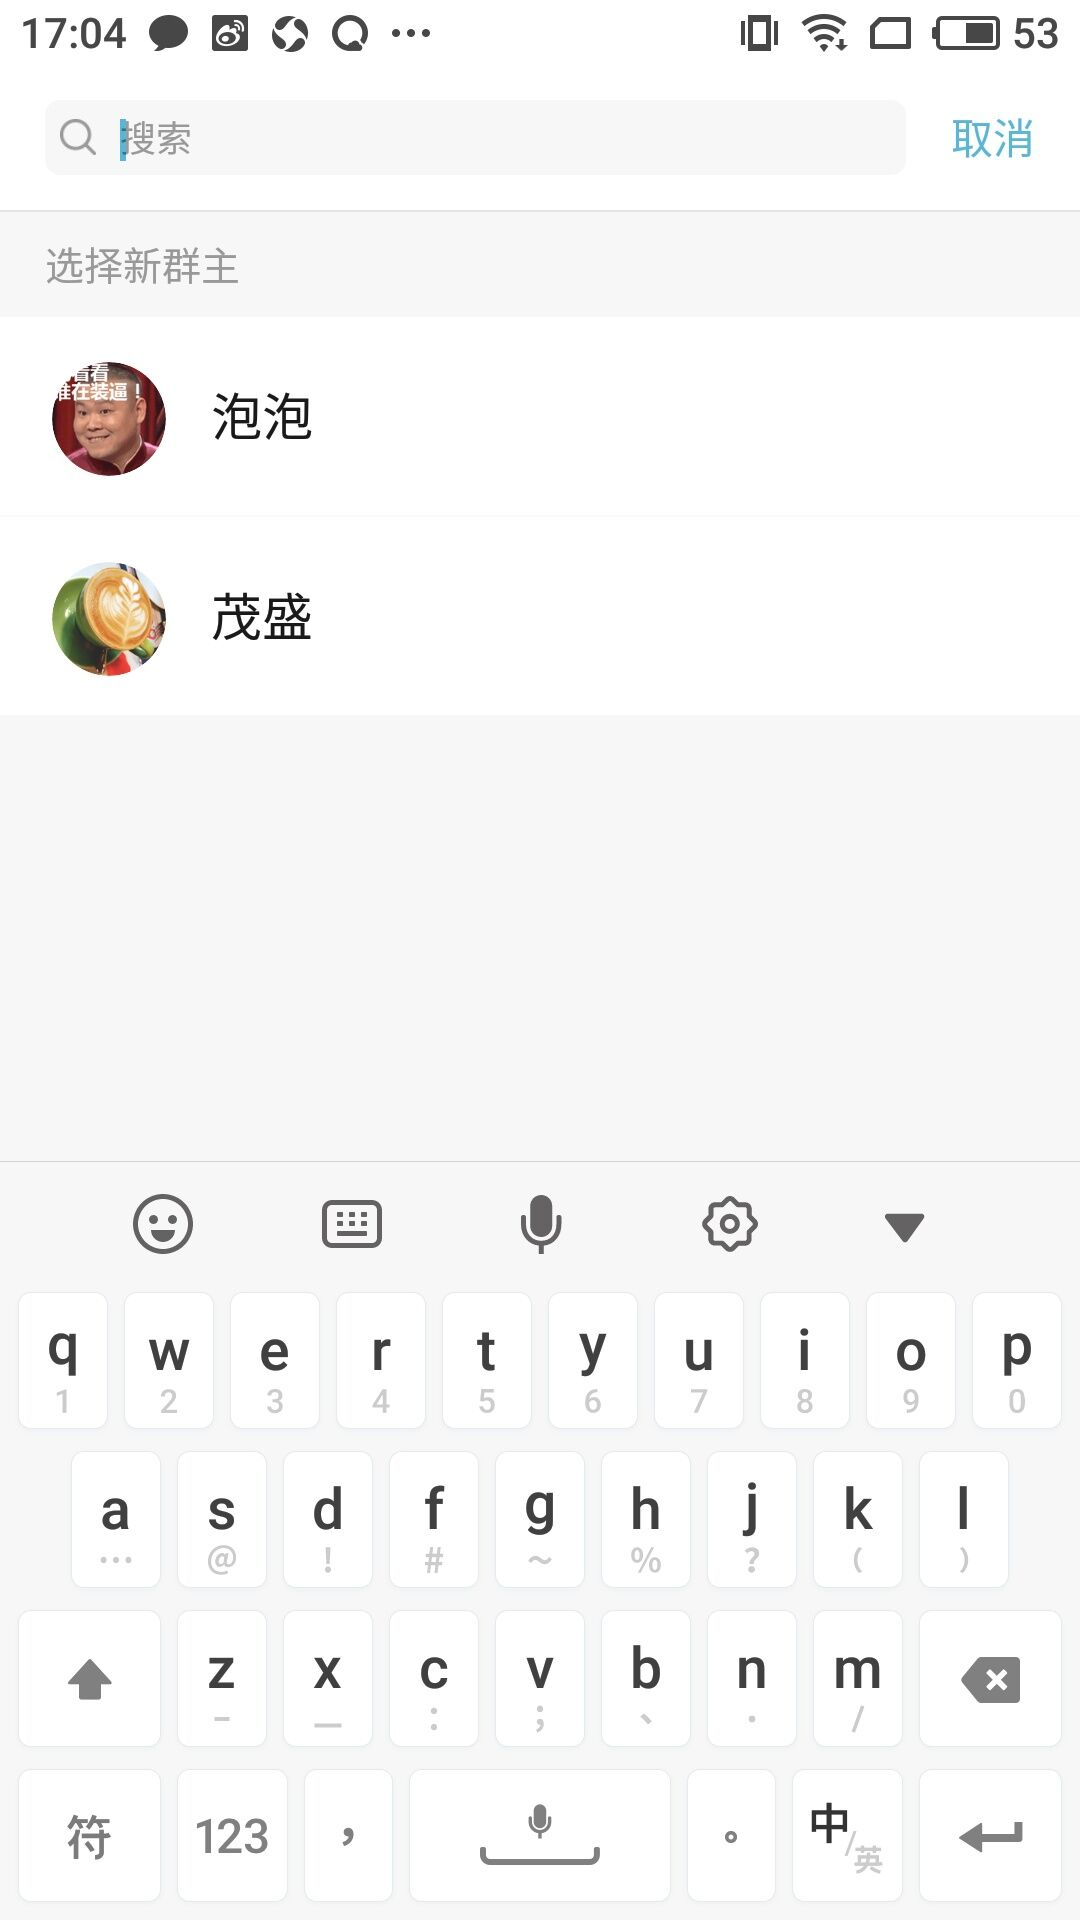 17:04 53
搜索 取消
选择新群主
看看
谁在装逼！
泡泡
茂盛
q w e r t y u i o p
1 2 3 4 5 6 7 8 9 0
a s d f g h j k l
… @ ! # ~ % ? ( )
z x c v b n m
- _ : ; 、 · /
符 123 ， 。 中/英